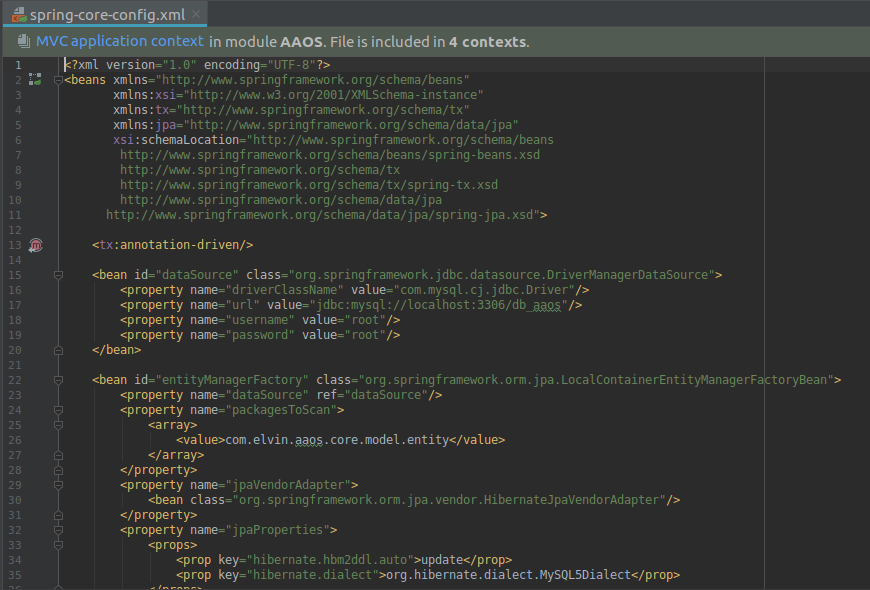 spring-core-config.xml
MVC application context in module AAOS. File is included in 4 contexts.
1 <?xml version="1.0" encoding="UTF-8"?>
2 <beans xmlns="http://www.springframework.org/schema/beans"
3 xmlns:xsi="http://www.w3.org/2001/XMLSchema-instance"
4 xmlns:tx="http://www.springframework.org/schema/tx"
5 xmlns:jpa="http://www.springframework.org/schema/data/jpa"
6 xsi:schemaLocation="http://www.springframework.org/schema/beans
7 http://www.springframework.org/schema/beans/spring-beans.xsd
8 http://www.springframework.org/schema/tx
9 http://www.springframework.org/schema/tx/spring-tx.xsd
10 http://www.springframework.org/schema/data/jpa
11 http://www.springframework.org/schema/data/jpa/spring-jpa.xsd">
12
13 <tx:annotation-driven/>
14
15 <bean id="dataSource" class="org.springframework.jdbc.datasource.DriverManagerDataSource">
16 <property name="driverClassName" value="com.mysql.cj.jdbc.Driver"/>
17 <property name="url" value="jdbc:mysql://localhost:3306/db_aaos"/>
18 <property name="username" value="root"/>
19 <property name="password" value="root"/>
20 </bean>
21
22 <bean id="entityManagerFactory" class="org.springframework.orm.jpa.LocalContainerEntityManagerFactoryBean">
23 <property name="dataSource" ref="dataSource"/>
24 <property name="packagesToScan">
25 <array>
26 <value>com.elvin.aaos.core.model.entity</value>
27 </array>
28 </property>
29 <property name="jpaVendorAdapter">
30 <bean class="org.springframework.orm.jpa.vendor.HibernateJpaVendorAdapter"/>
31 </property>
32 <property name="jpaProperties">
33 <props>
34 <prop key="hibernate.hbm2ddl.auto">update</prop>
35 <prop key="hibernate.dialect">org.hibernate.dialect.MySQL5Dialect</prop>